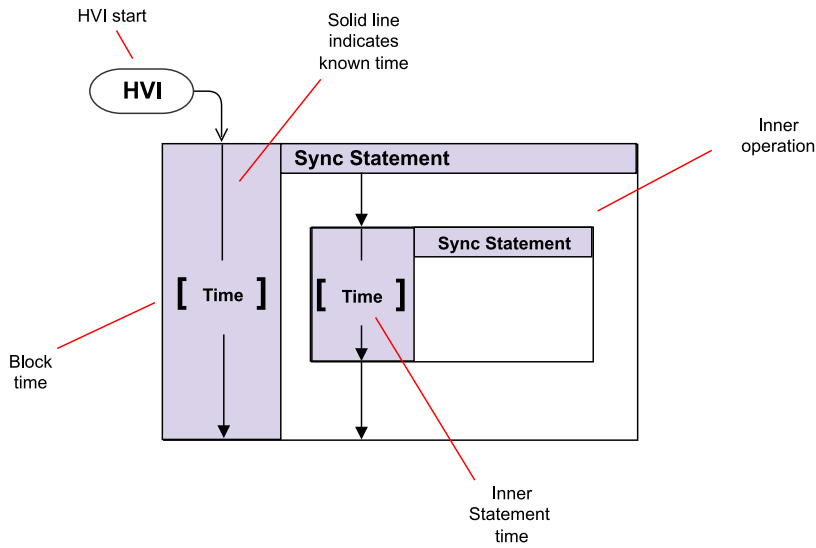 HVI start
Solid line
indicates
known time
HVI
Inner
operation
Sync Statement
Sync Statement
[ Time ]
[ Time ]
Block
time
Inner
Statement
time